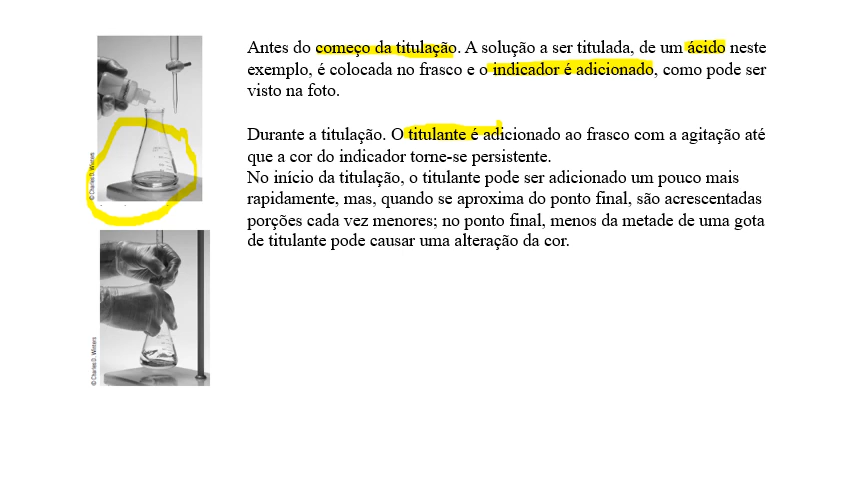 Antes do começo da titulação. A solução a ser titulada, de um ácido neste
exemplo, é colocada no frasco e o indicador é adicionado, como pode ser
visto na foto.
Durante a titulação. O titulante é adicionado ao frasco com a agitação até
que a cor do indicador torne-se persistente.
No início da titulação, o titulante pode ser adicionado um pouco mais
rapidamente, mas, quando se aproxima do ponto final, são acrescentadas
porções cada vez menores; no ponto final, menos da metade de uma gota
de titulante pode causar uma alteração da cor.
© Charles D. Winters
© Charles D. Winters